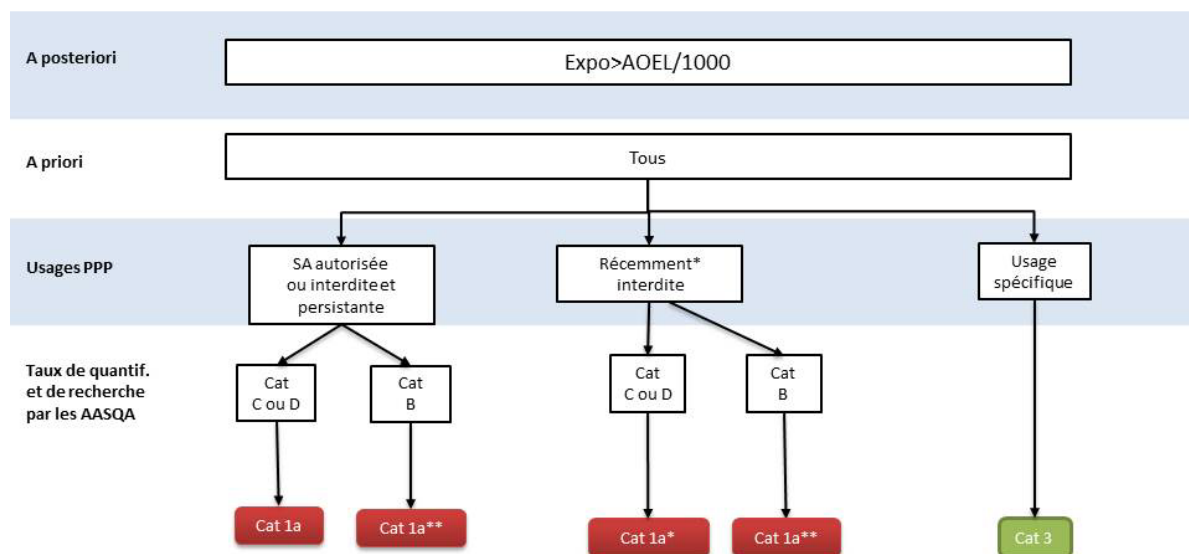 A posteriori
Expo>AOEL/1000
A priori
Tous
Usages PPP
SA autorisée
ou interdite et
persistante
Récemment*
interdite
Usage
spécifique
Taux de quantif.
et de recherche
par les AASQA
Cat
C ou D
Cat
B
Cat
C ou D
Cat
B
Cat 1a
Cat 1a**
Cat 1a*
Cat 1a**
Cat 3